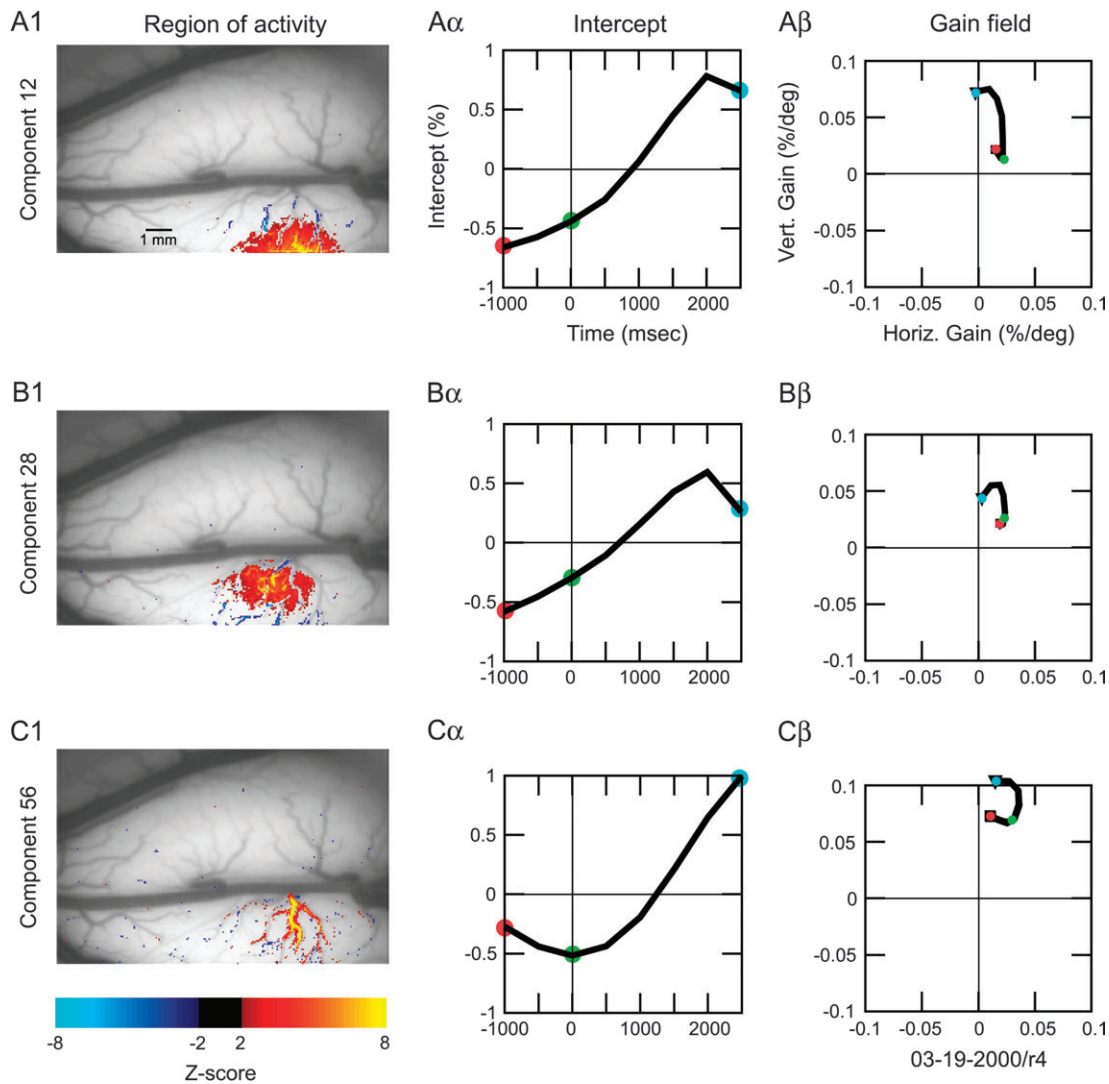 A1 Region of activity Aα Intercept Aβ Gain field
Component 12
1 mm
Intercept (%)
1
0.5
0
-0.5
-1
-1000 0 1000 2000
Time (msec)
Vert. Gain (%/deg)
0.1
0.05
0
-0.05
-0.1
-0.1 -0.05 0 0.05 0.1
Horiz. Gain (%/deg)
B1 Bα Bβ
Component 28
1
0.5
0
-0.5
-1
-1000 0 1000 2000
0.1
0.05
0
-0.05
-0.1
-0.1 -0.05 0 0.05 0.1
C1 Cα Cβ
Component 56
1
0.5
0
-0.5
-1
-1000 0 1000 2000
0.1
0.05
0
-0.05
-0.1
-0.1 -0.05 0 0.05 0.1
-8 -2 2 8
Z-score
03-19-2000/r4